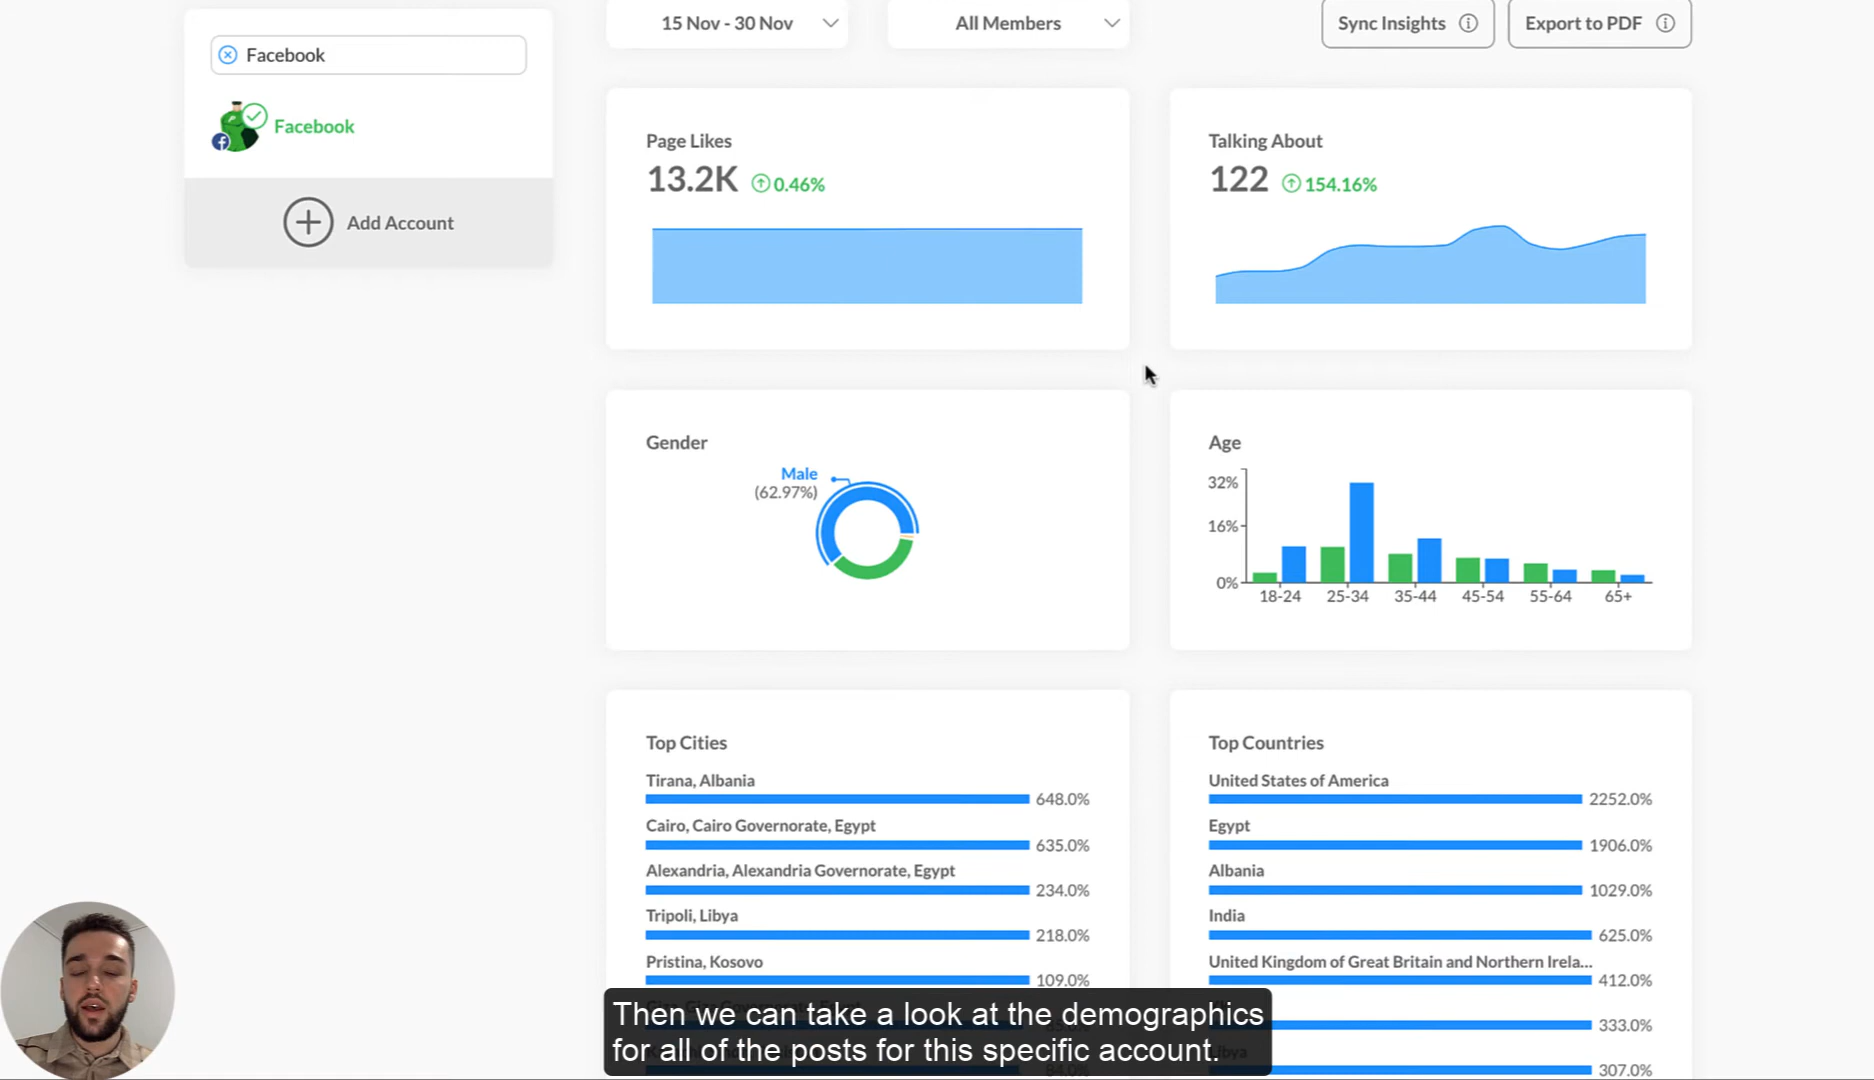 Facebook
Facebook
Add Account
15 Nov - 30 Nov
All Members
Sync Insights
Export to PDF
Page Likes
13.2K 0.46%
Talking About
122 154.16%
Gender
Male
(62.97%)
Age
32%
16%
0%
18-24 25-34 35-44 45-54 55-64 65+
Top Cities
Tirana, Albania
648.0%
Cairo, Cairo Governorate, Egypt
635.0%
Alexandria, Alexandria Governorate, Egypt
234.0%
Tripoli, Libya
218.0%
Pristina, Kosovo
109.0%
Top Countries
United States of America
2252.0%
Egypt
1906.0%
Albania
1029.0%
India
625.0%
United Kingdom of Great Britain and Northern Irela...
412.0%
333.0%
307.0%
Then we can take a look at the demographics
for all of the posts for this specific account.